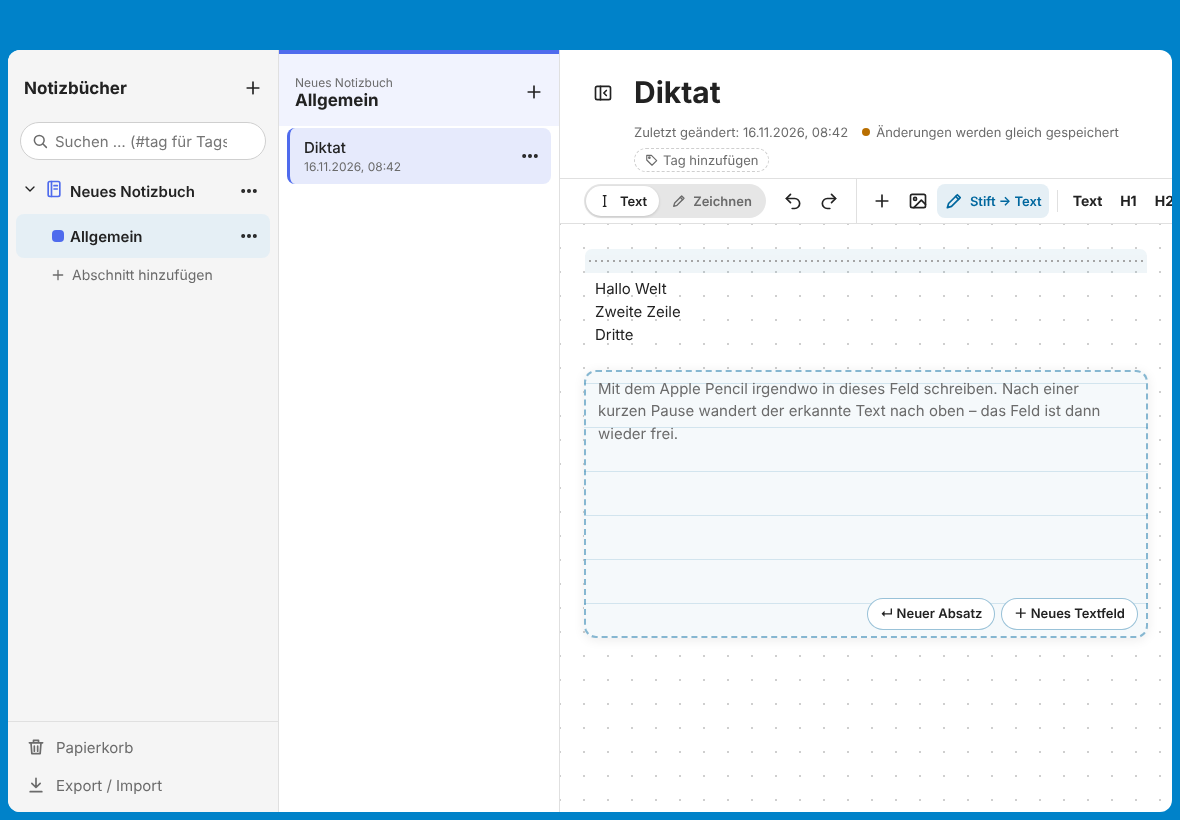 Notizbücher
Suchen ... (#tag für Tags
Neues Notizbuch
Allgemein
Abschnitt hinzufügen
Papierkorb
Export / Import
Neues Notizbuch
Allgemein
Diktat
16.11.2026, 08:42
Diktat
Zuletzt geändert: 16.11.2026, 08:42 Änderungen werden gleich gespeichert
Tag hinzufügen
Text Zeichnen Stift → Text Text H1 H2
Hallo Welt
Zweite Zeile
Dritte
Mit dem Apple Pencil irgendwo in dieses Feld schreiben. Nach einer
kurzen Pause wandert der erkannte Text nach oben – das Feld ist dann
wieder frei.
↵ Neuer Absatz + Neues Textfeld